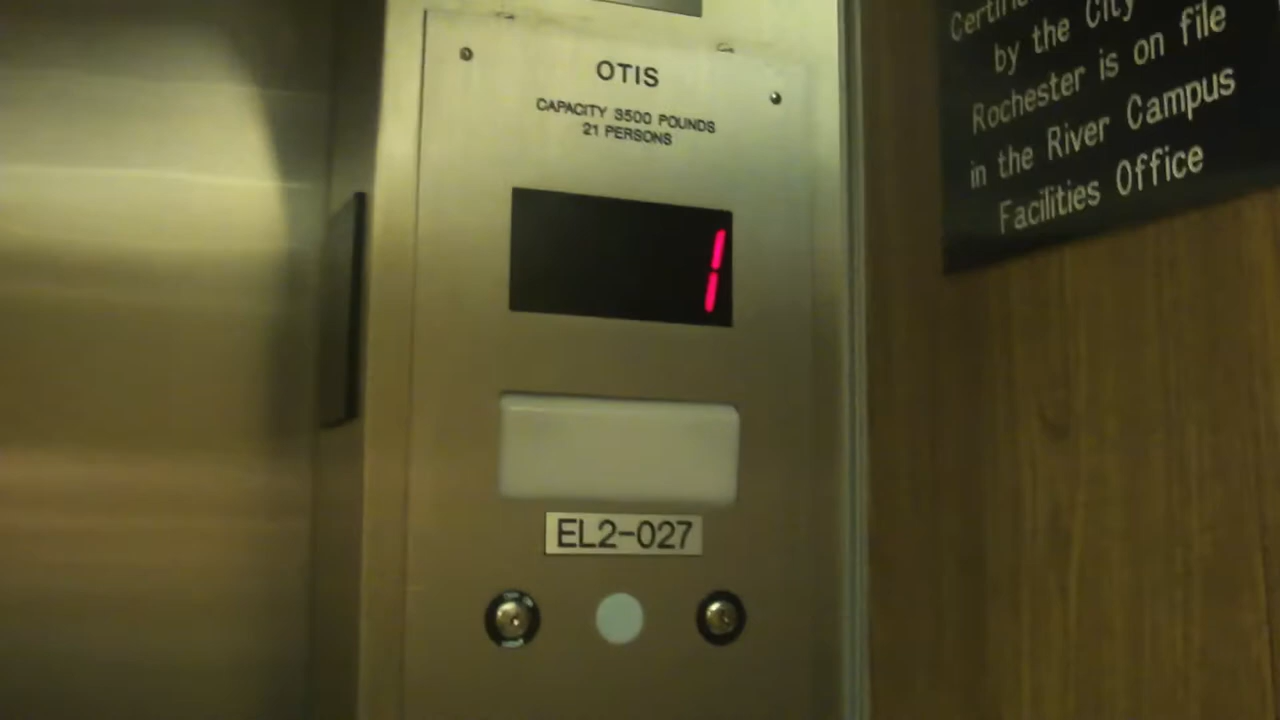 OTIS
CAPACITY 3500 POUNDS
21 PERSONS
1
EL2-027
by the City
Rochester is on file
in the River Campus
Facilities Office